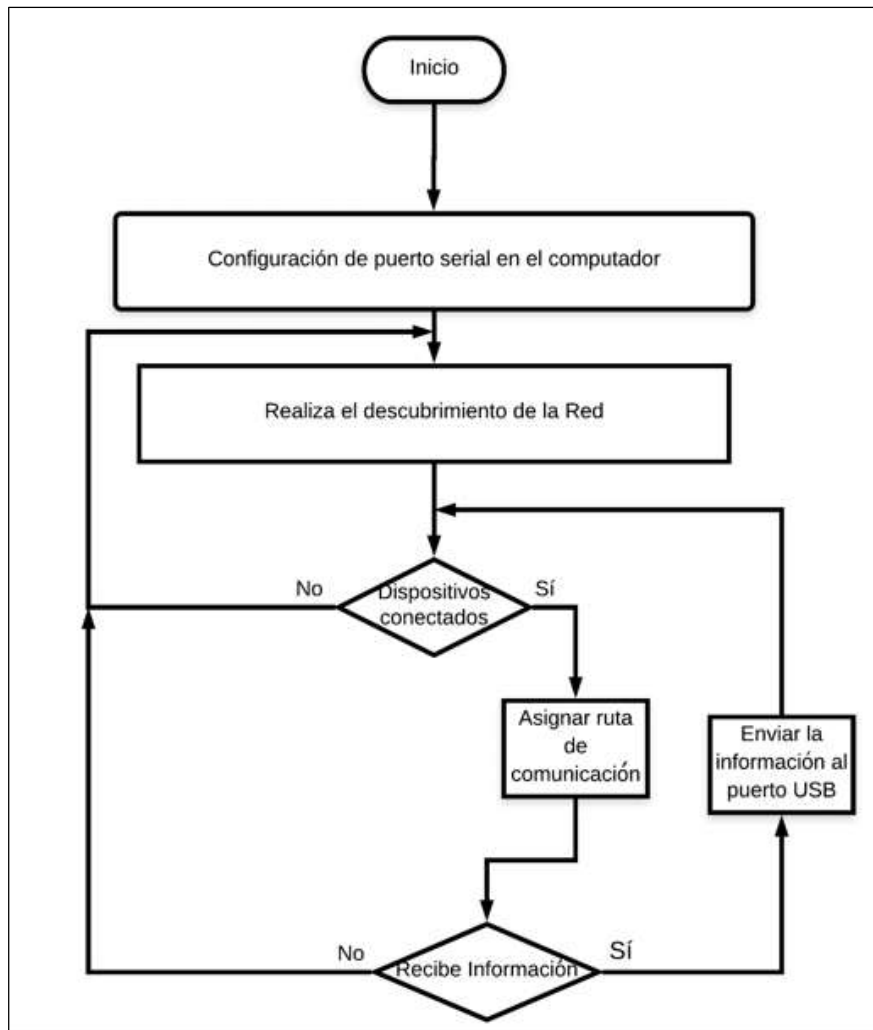 Inicio
Configuración de puerto serial en el computador
Realiza el descubrimiento de la Red
No
Dispositivos
conectados
Sí
Asignar ruta
de
comunicación
Enviar la
información al
puerto USB
No
Recibe Información
Sí